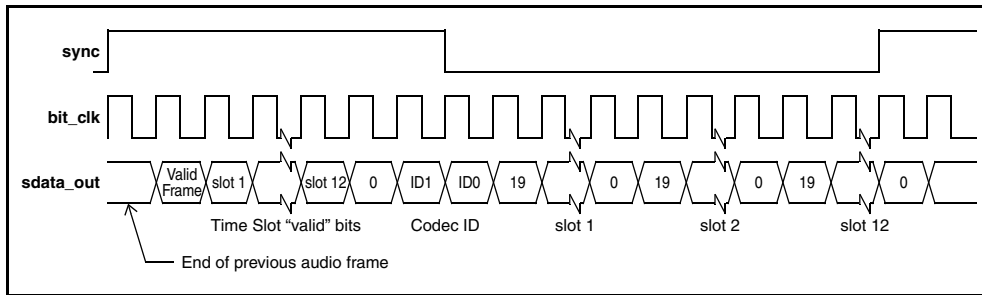 sync
bit_clk
sdata_out
Valid
Frame
slot 1
slot 12
0
ID1
ID0
19
0
19
0
19
0
Time Slot “valid” bits
Codec ID
slot 1
slot 2
slot 12
End of previous audio frame